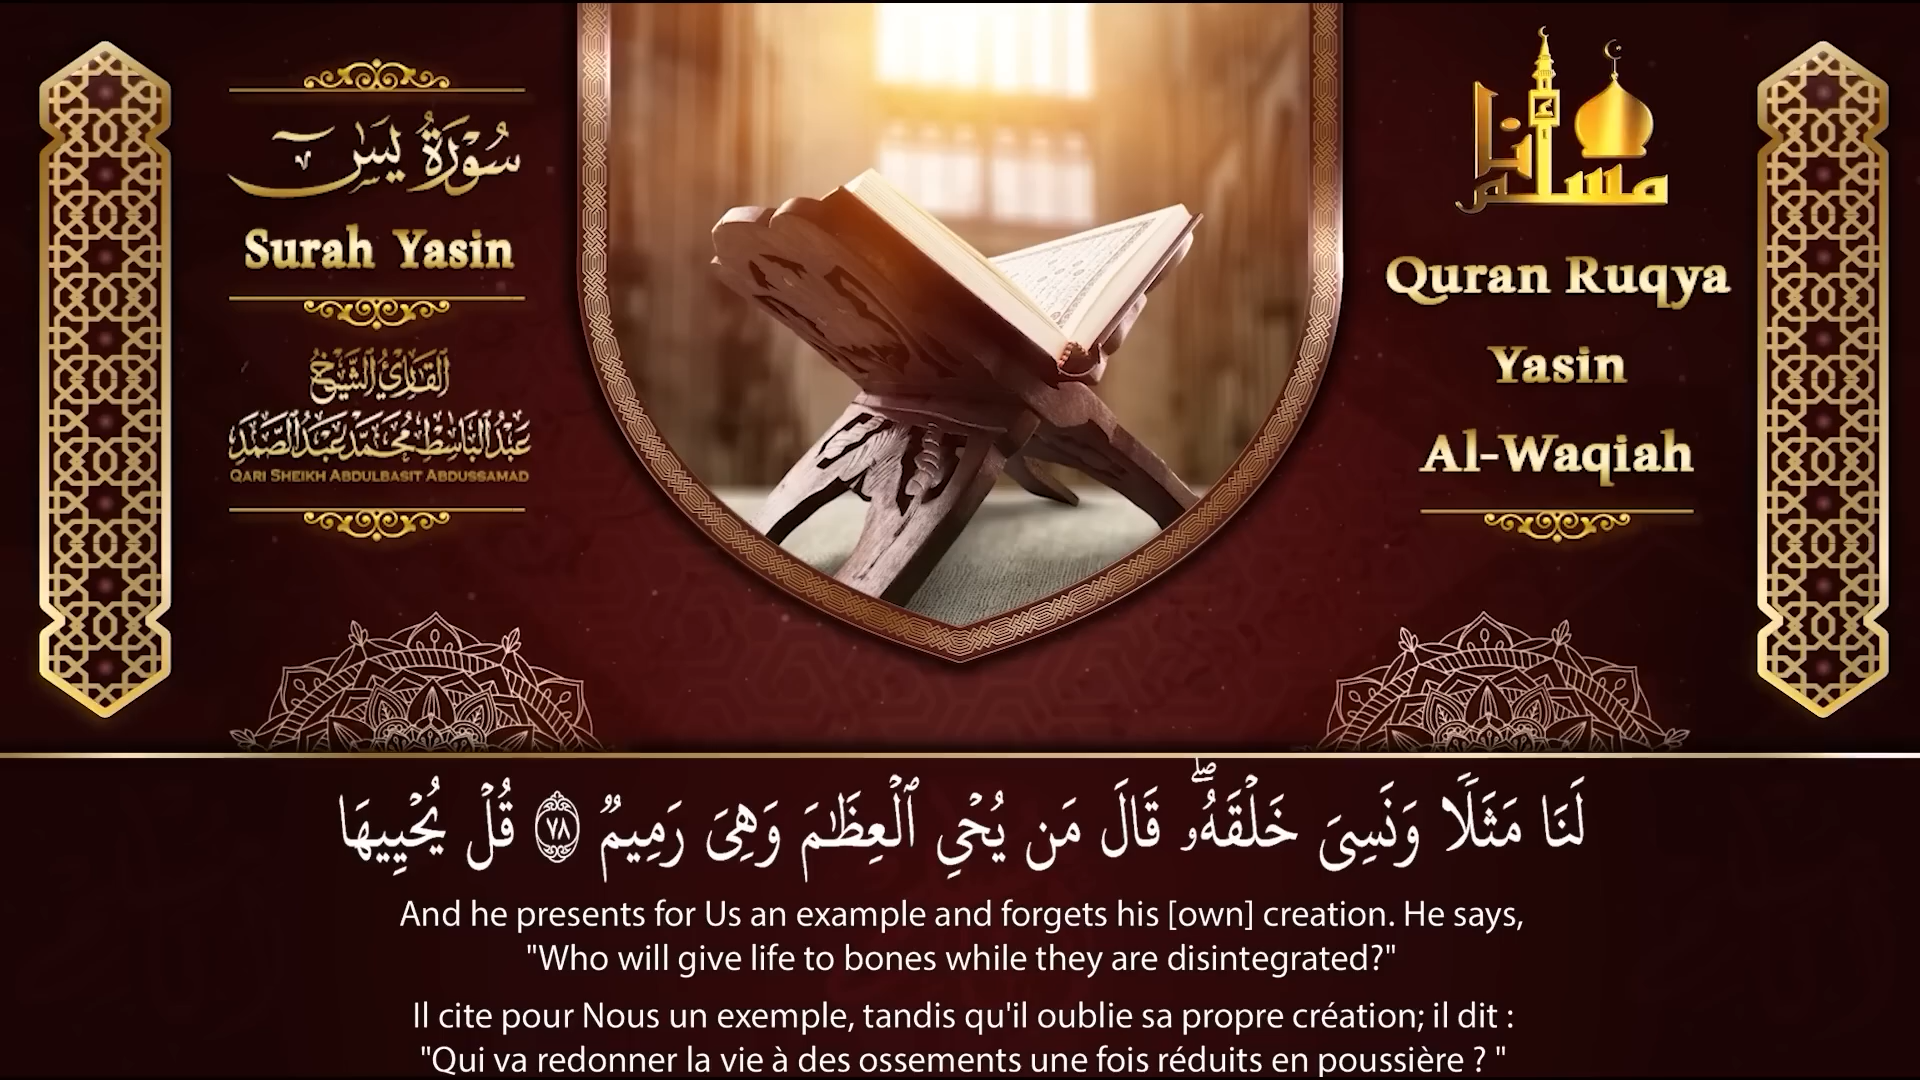 سُورَةُ يسٓ
Surah Yasin
القارئ الشيخ
عبد الباسط محمد عبد الصمد
QARI SHEIKH ABDULBASIT ABDUSSAMAD
Quran Ruqya
Yasin
Al-Waqiah
لَنَا مَثَلًا وَنَسِىَ خَلْقَهُۥ ۖ قَالَ مَن يُحْىِ ٱلْعِظَٰمَ وَهِىَ رَمِيمٌ ٧٨ قُلْ يُحْيِيهَا
And he presents for Us an example and forgets his [own] creation. He says,
"Who will give life to bones while they are disintegrated?"
Il cite pour Nous un exemple, tandis qu'il oublie sa propre création; il dit :
"Qui va redonner la vie à des ossements une fois réduits en poussière ? "